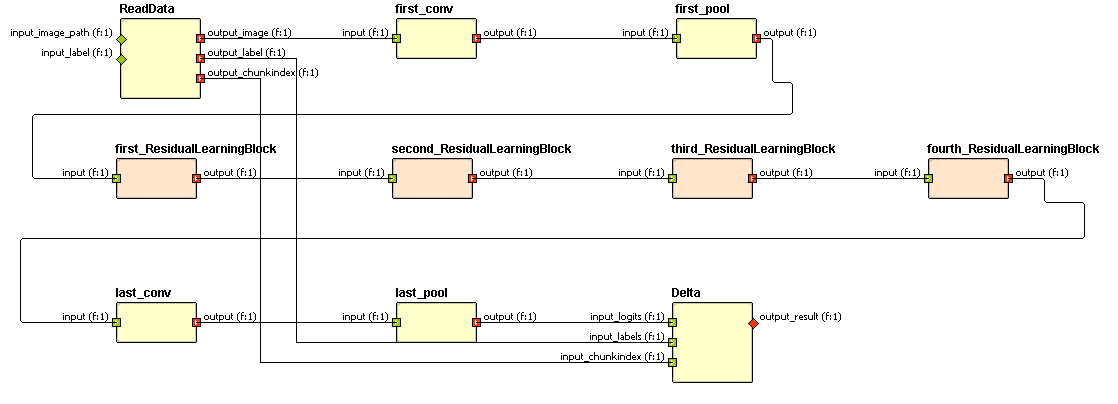 ReadData
first_conv
first_pool
input_image_path (f:1)
output_image (f:1)
input (f:1)
output (f:1)
input (f:1)
output (f:1)
input_label (f:1)
output_label (f:1)
output_chunkindex (f:1)
first_ResidualLearningBlock
second_ResidualLearningBlock
third_ResidualLearningBlock
fourth_ResidualLearningBlock
input (f:1)
output (f:1)
input (f:1)
output (f:1)
input (f:1)
output (f:1)
input (f:1)
output (f:1)
last_conv
last_pool
Delta
input (f:1)
output (f:1)
input (f:1)
output (f:1)
input_logits (f:1)
output_result (f:1)
input_labels (f:1)
input_chunkindex (f:1)